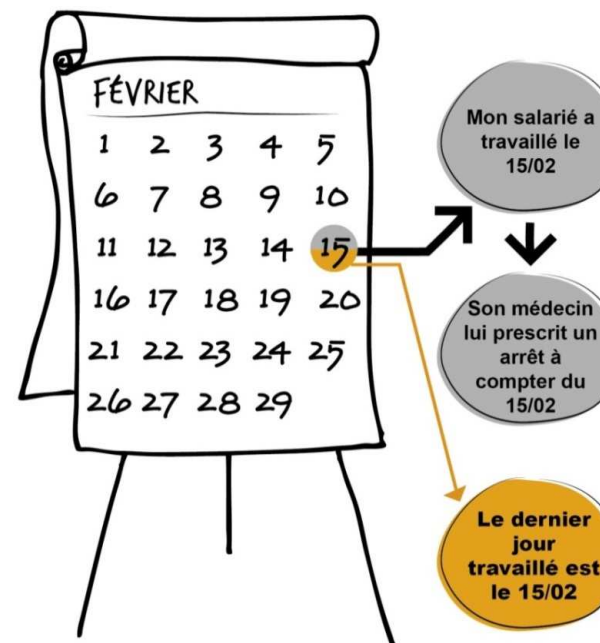 FÉVRIER
1 2 3 4 5
6 7 8 9 10
11 12 13 14 15
16 17 18 19 20
21 22 23 24 25
26 27 28 29
Mon salarié a
travaillé le
15/02
Son médecin
lui prescrit un
arrêt à
compter du
15/02
Le dernier
jour
travaillé est
le 15/02